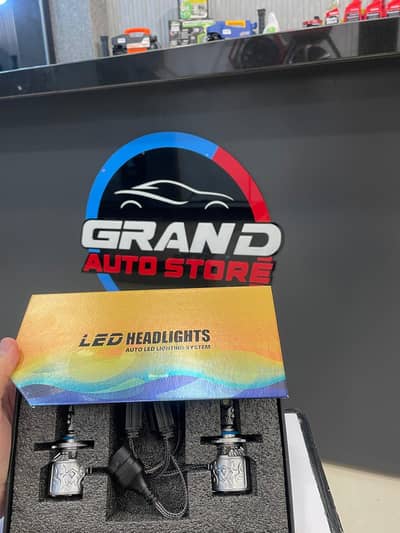 GRAND
AUTO STORE
LED HEADLIGHTS
AUTO LED LIGHTING SYSTEM